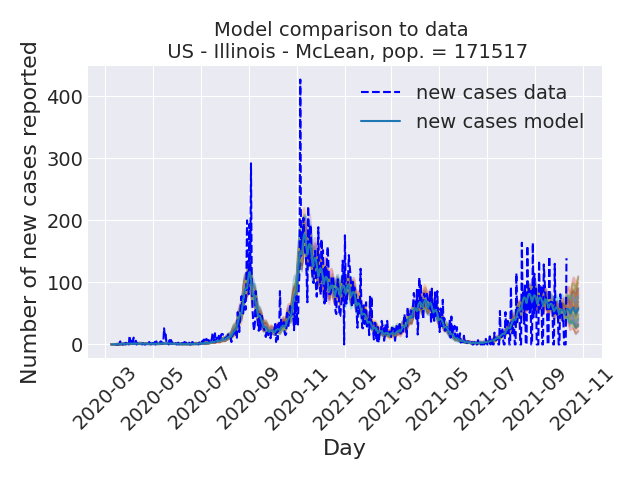 Model comparison to data
US - Illinois - McLean, pop. = 171517
Number of new cases reported
400
300
200
100
0
new cases data
new cases model
2020-03
2020-05
2020-07
2020-09
2020-11
2021-01
2021-03
2021-05
2021-07
2021-09
2021-11
Day